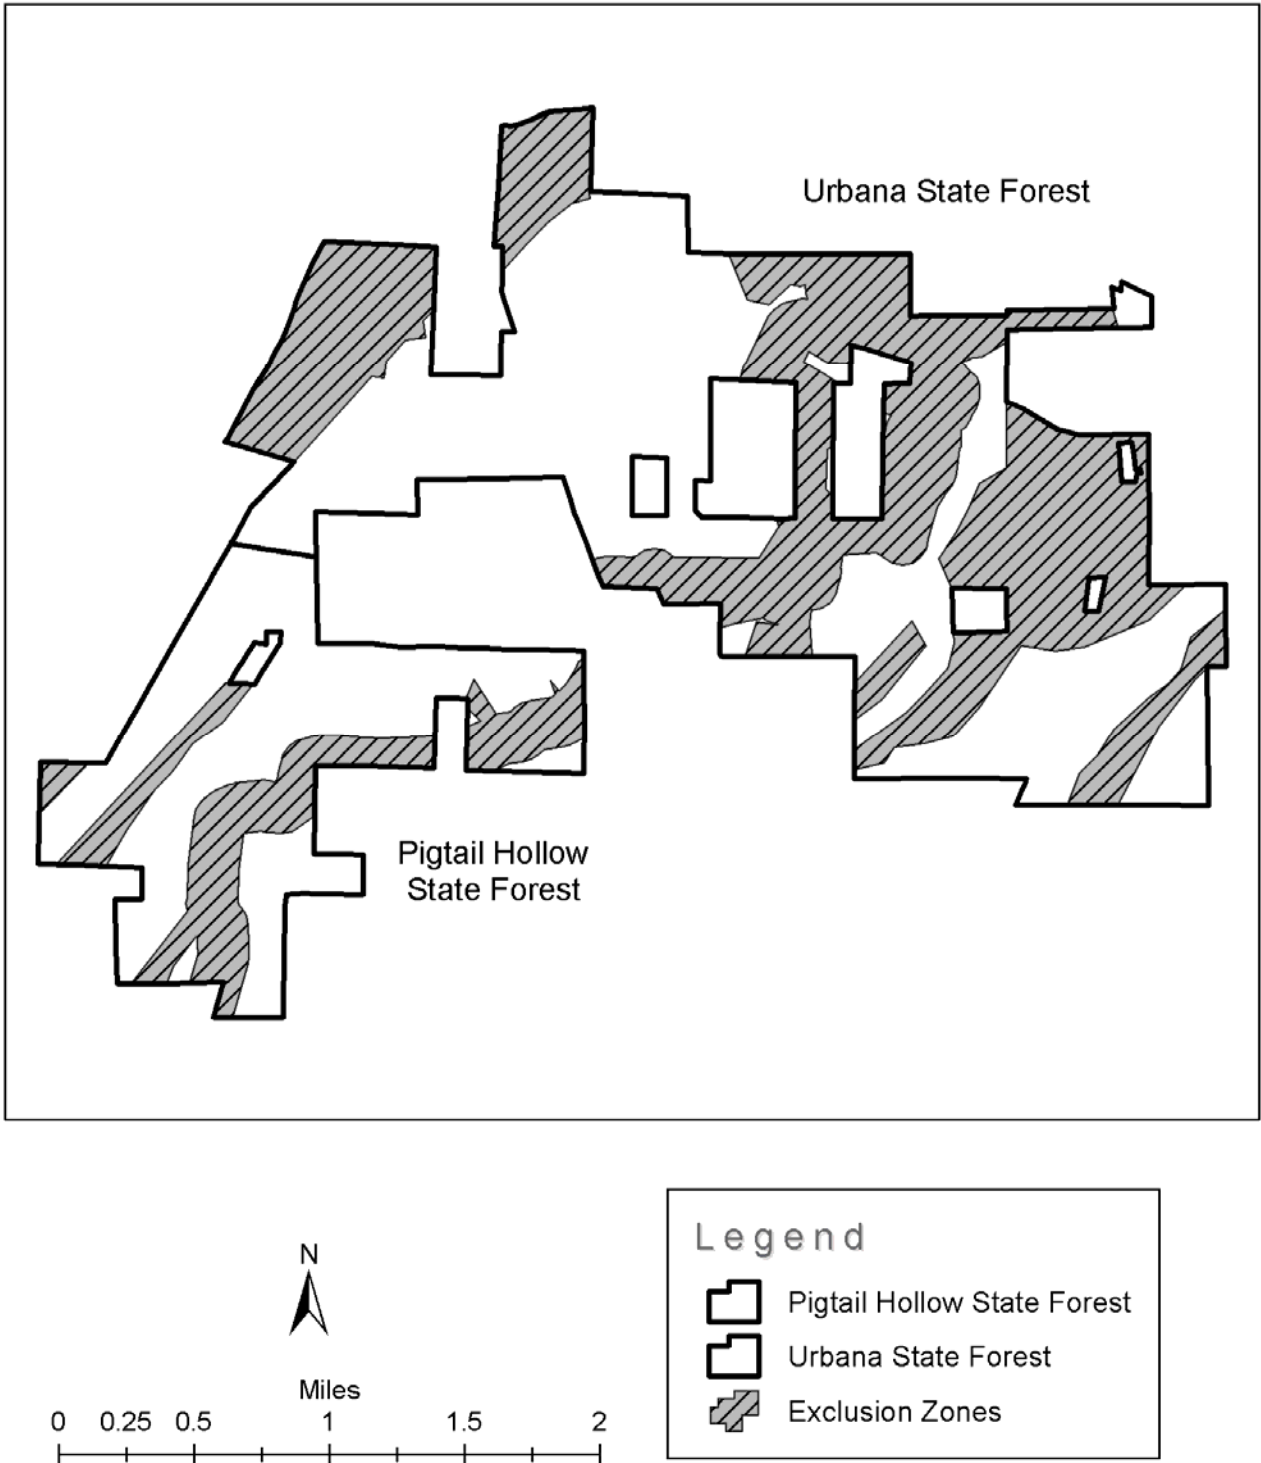 Urbana State Forest
Pigtail Hollow
State Forest
N
Miles
0 0.25 0.5 1 1.5 2
Legend
Pigtail Hollow State Forest
Urbana State Forest
Exclusion Zones